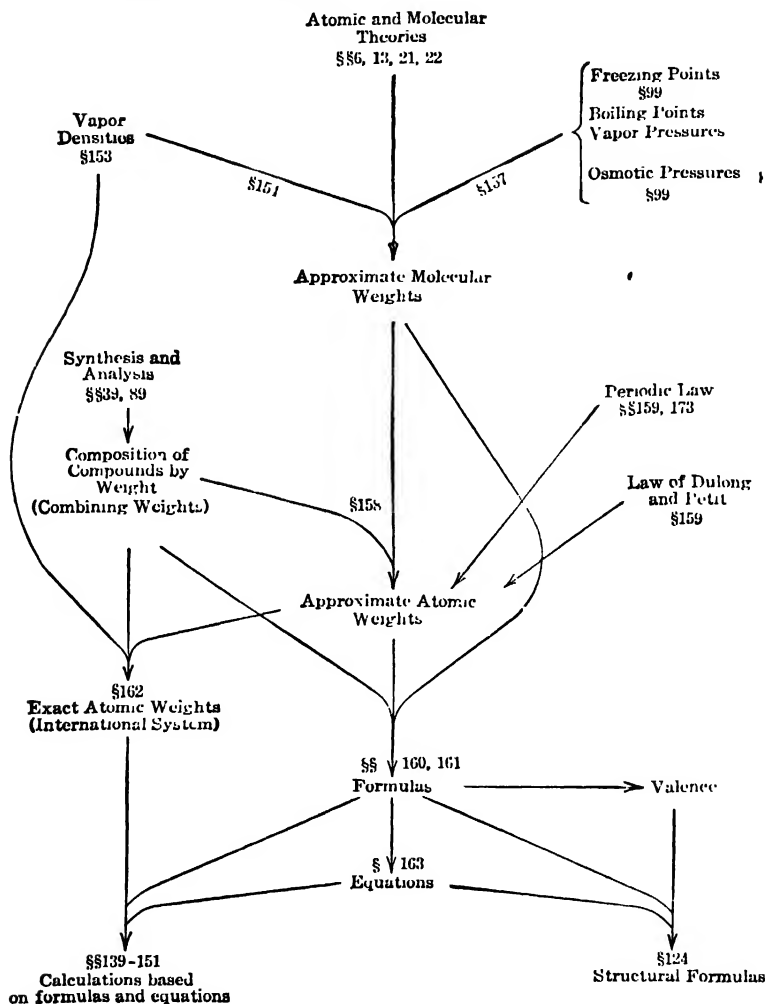 Atomic and Molecular
Theories
§§6, 13, 21, 22
Freezing Points
§99
Boiling Points
Vapor Pressures
Osmotic Pressures
§99
Vapor
Densities
§153
§154
§157
Approximate Molecular
Weights
Synthesis and
Analysis
§§39, 89
Periodic Law
§§159, 173
Composition of
Compounds by
Weight
(Combining Weights)
§158
Law of Dulong
and Petit
§159
Approximate Atomic
Weights
§162
Exact Atomic Weights
(International System)
§§ 160, 161
Formulas
Valence
§ 163
Equations
§§139-151
Calculations based
on formulas and equations
§124
Structural Formulas